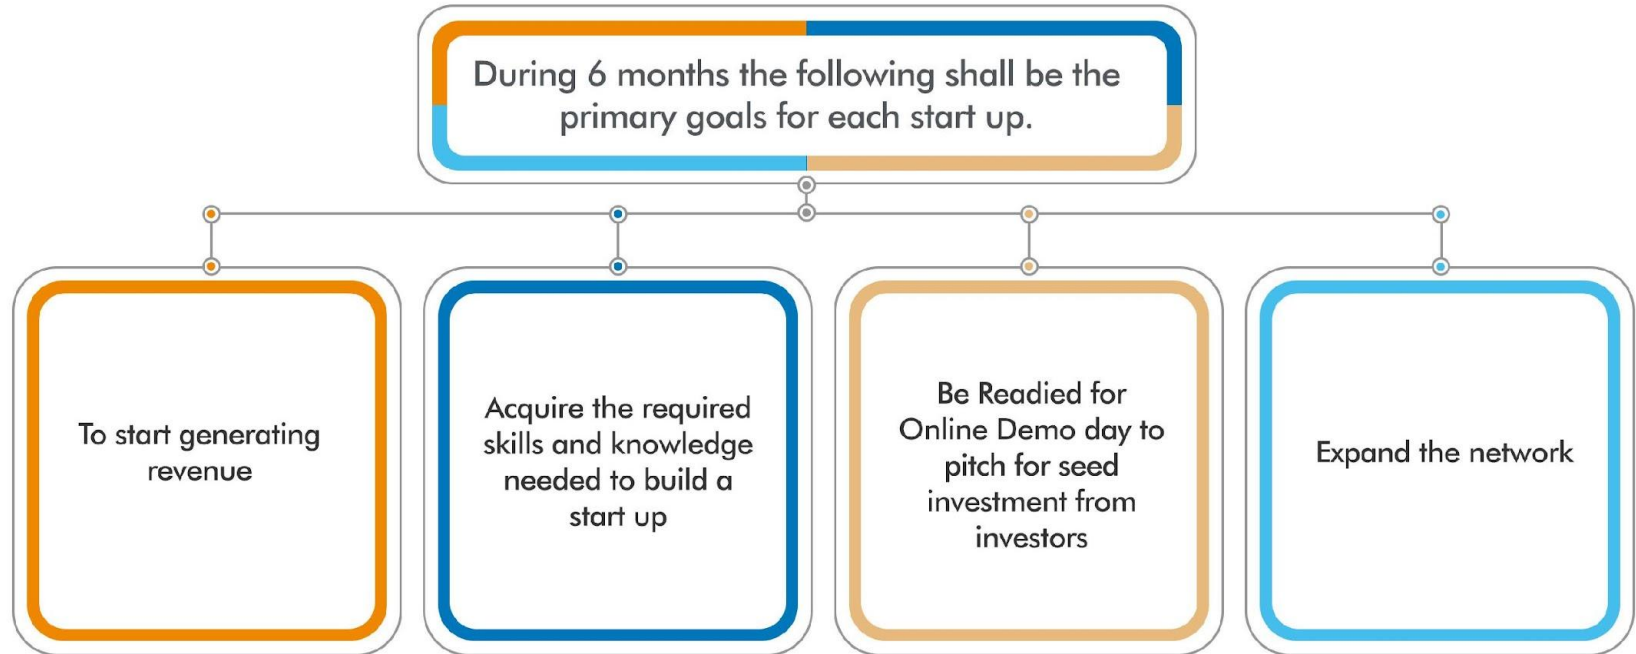 During 6 months the following shall be the
primary goals for each start up.
To start generating
revenue
Acquire the required
skills and knowledge
needed to build a
start up
Be Readied for
Online Demo day to
pitch for seed
investment from
investors
Expand the network